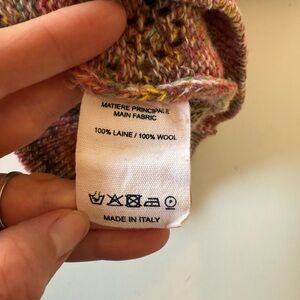 MATIERE PRINCIPALE
MAIN FABRIC
100% LAINE / 100% WOOL
MADE IN ITALY